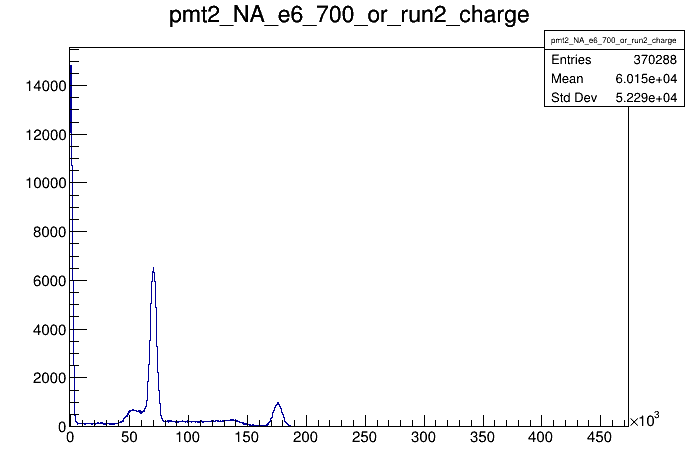 pmt2_NA_e6_700_or_run2_charge
pmt2_NA_e6_700_or_run2_charge
Entries 370288
Mean 6.015e+04
Std Dev 5.229e+04
14000
12000
10000
8000
6000
4000
2000
0
0 50 100 150 200 250 300 350 400 450
×10³